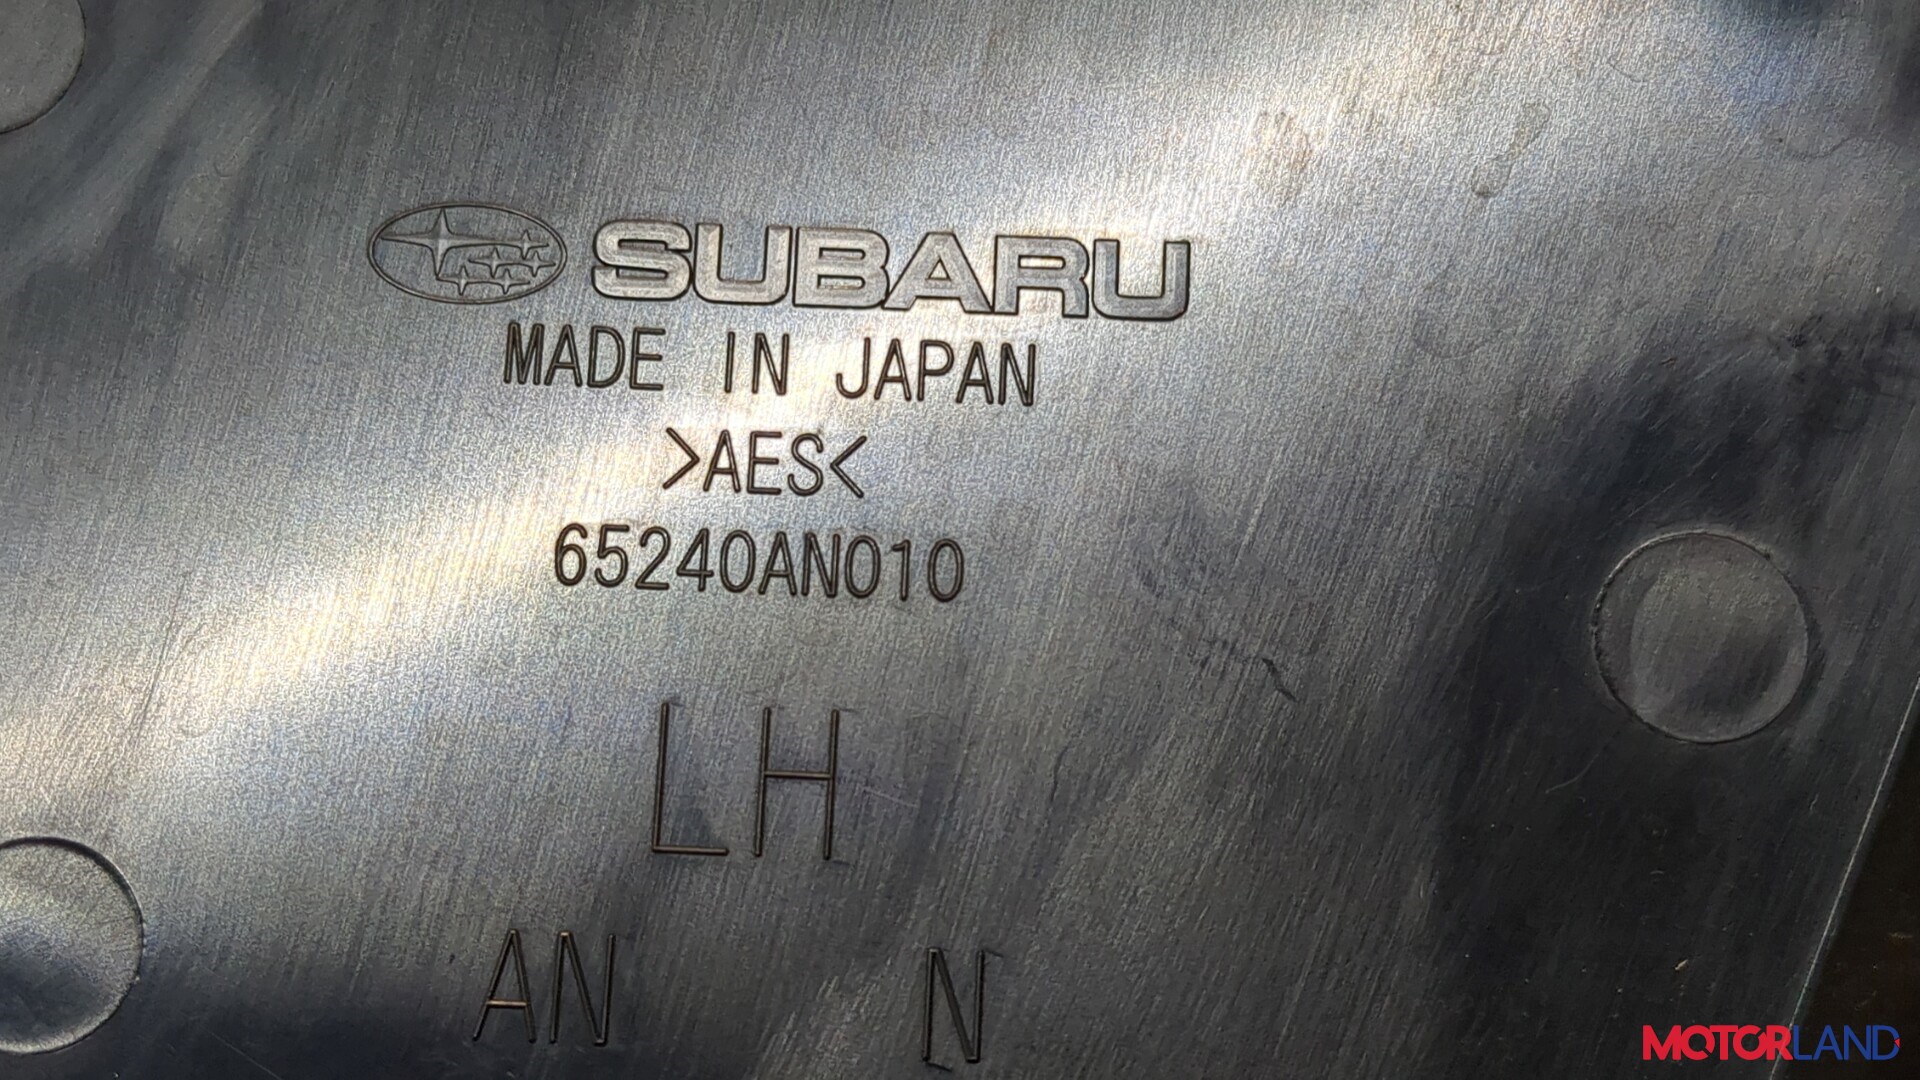 SUBARU
MADE IN JAPAN
>AES<
65240AN010
LH
AN N
MOTORLAND